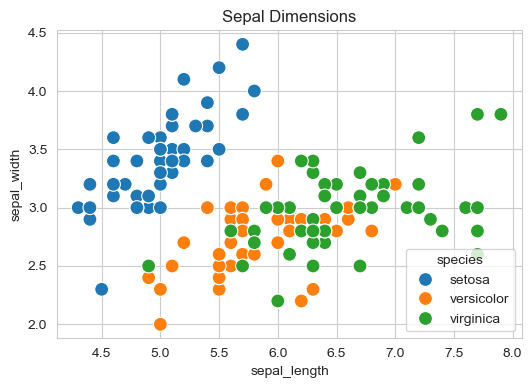 Sepal Dimensions
4.5
4.0
3.5
3.0
2.5
2.0
sepal_width
species
setosa
versicolor
virginica
4.5 5.0 5.5 6.0 6.5 7.0 7.5 8.0
sepal_length